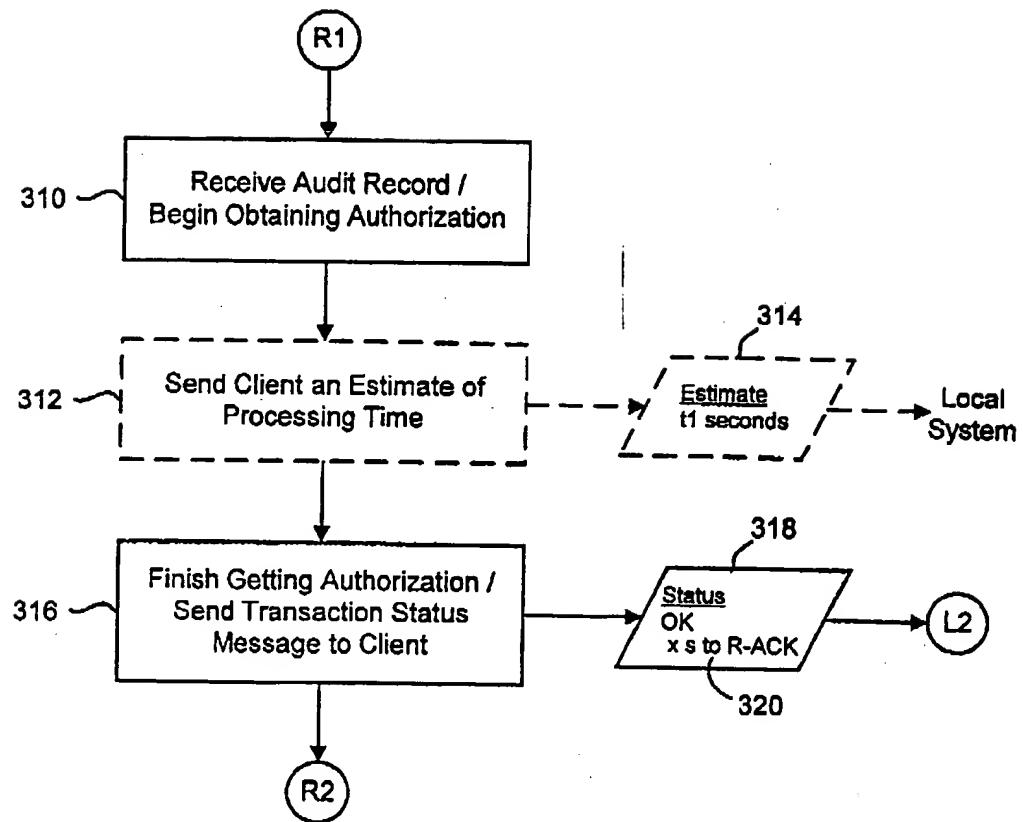 R1
310
Receive Audit Record /
Begin Obtaining Authorization
312
Send Client an Estimate of
Processing Time
314
Estimate
t1 seconds
Local
System
316
Finish Getting Authorization /
Send Transaction Status
Message to Client
318
Status
OK
x s to R-ACK
320
L2
R2